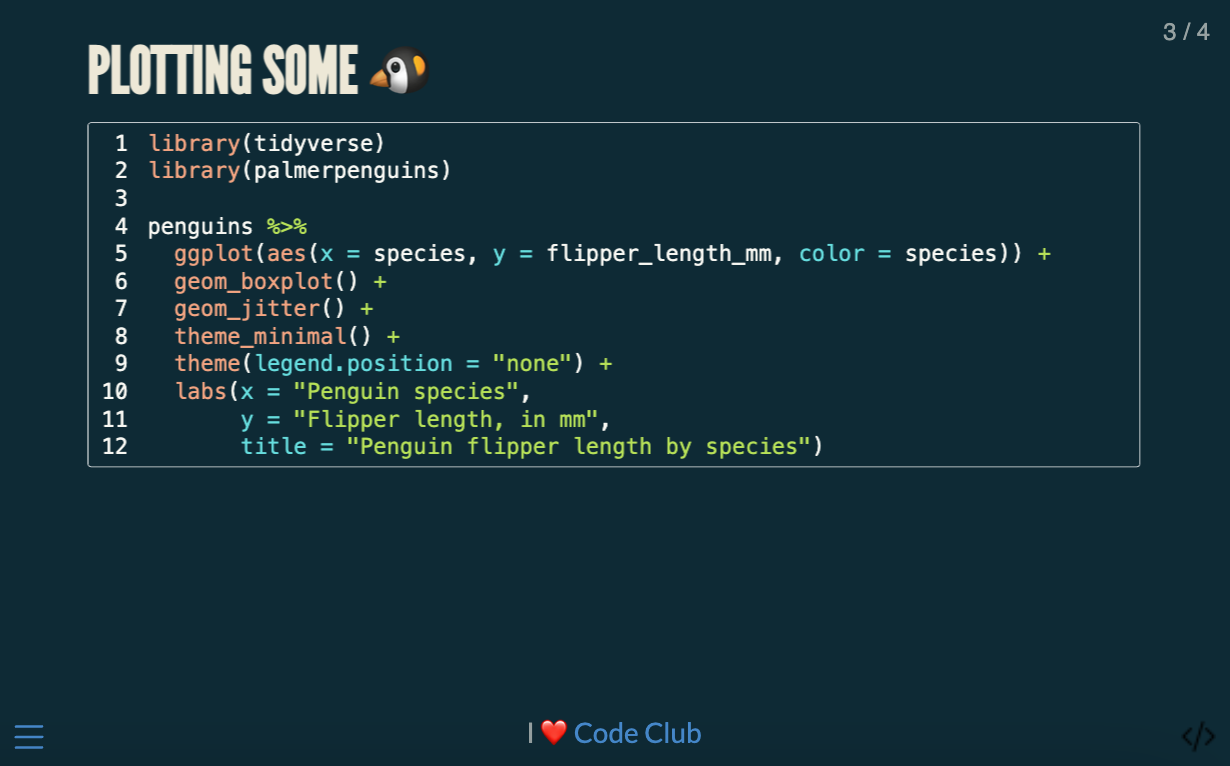 3 / 4
PLOTTING SOME 🐧
1 library(tidyverse)
2 library(palmerpenguins)
3
4 penguins %>%
5   ggplot(aes(x = species, y = flipper_length_mm, color = species)) +
6   geom_boxplot() +
7   geom_jitter() +
8   theme_minimal() +
9   theme(legend.position = "none") +
10   labs(x = "Penguin species",
11        y = "Flipper length, in mm",
12        title = "Penguin flipper length by species")
I ❤️ Code Club
</>